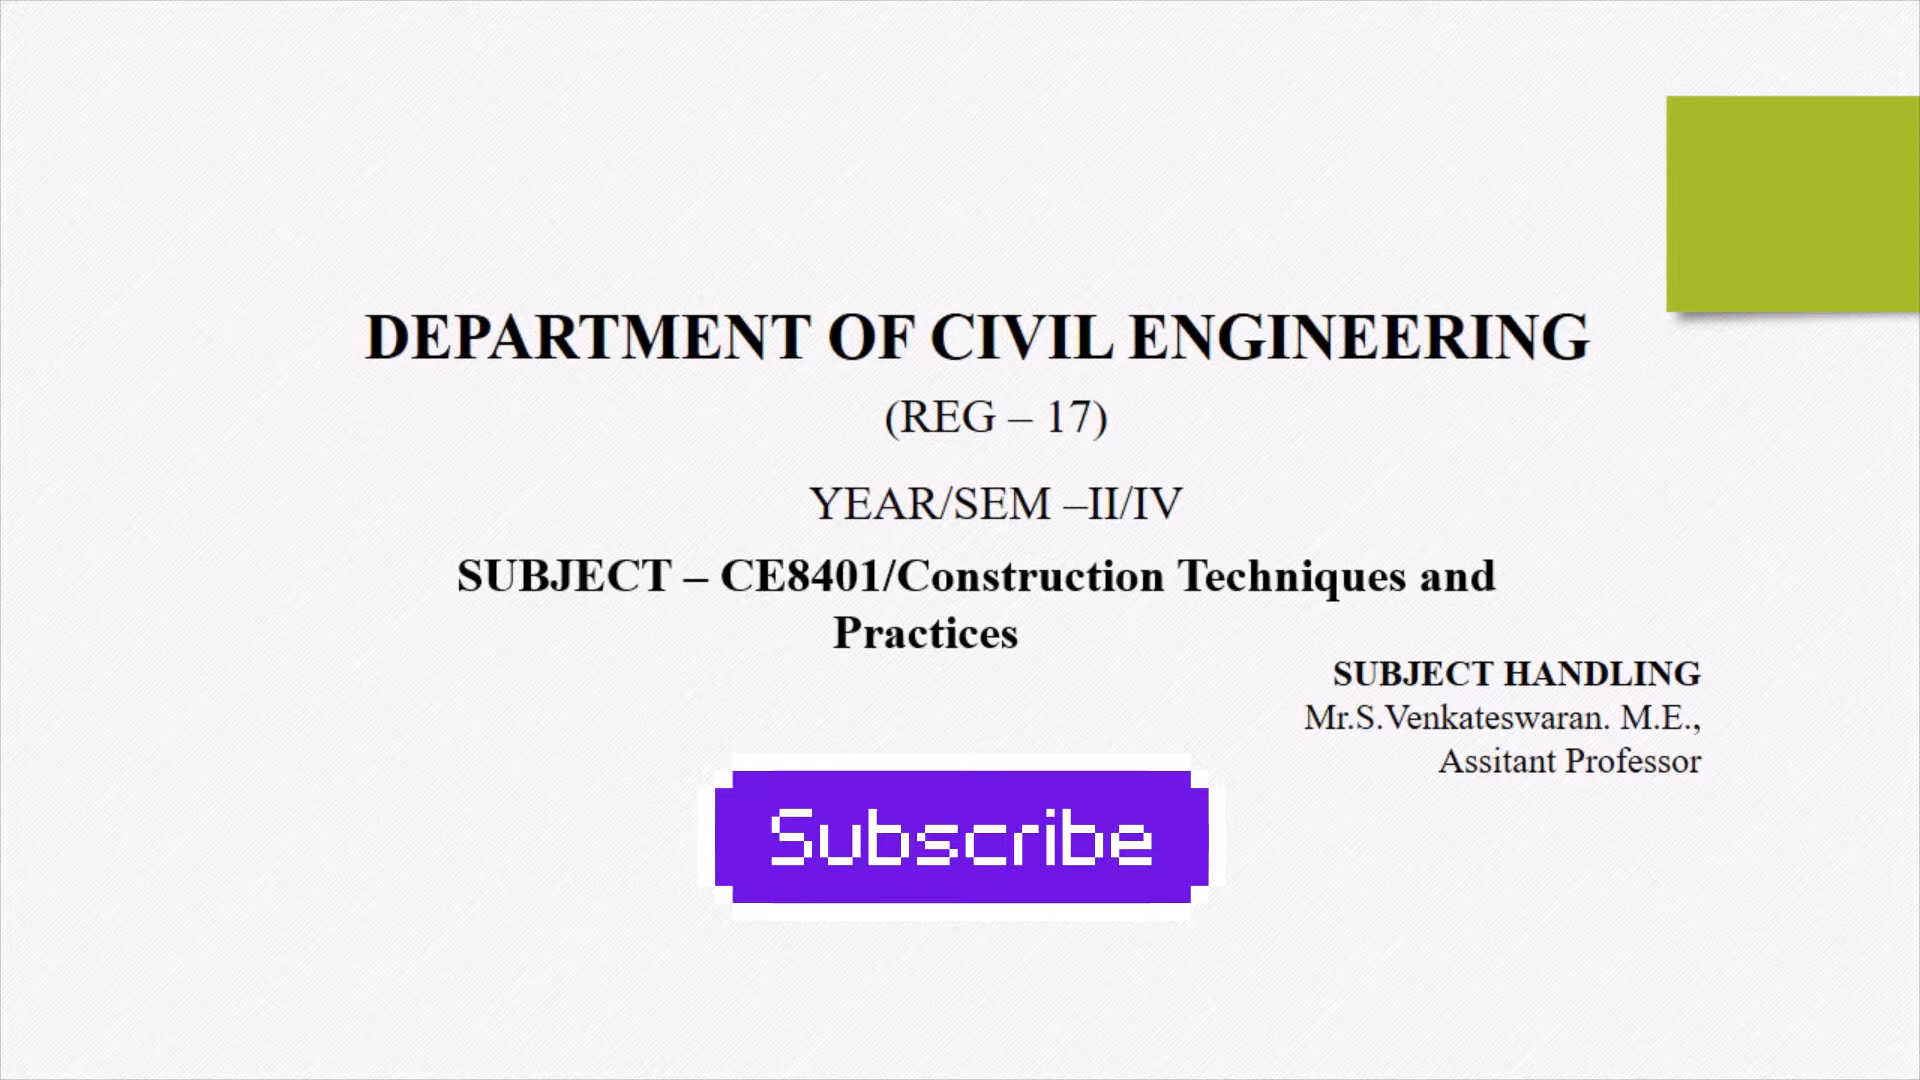 DEPARTMENT OF CIVIL ENGINEERING
(REG – 17)
YEAR/SEM –II/IV
SUBJECT – CE8401/Construction Techniques and
Practices
SUBJECT HANDLING
Mr.S.Venkateswaran. M.E.,
Assitant Professor
Subscribe